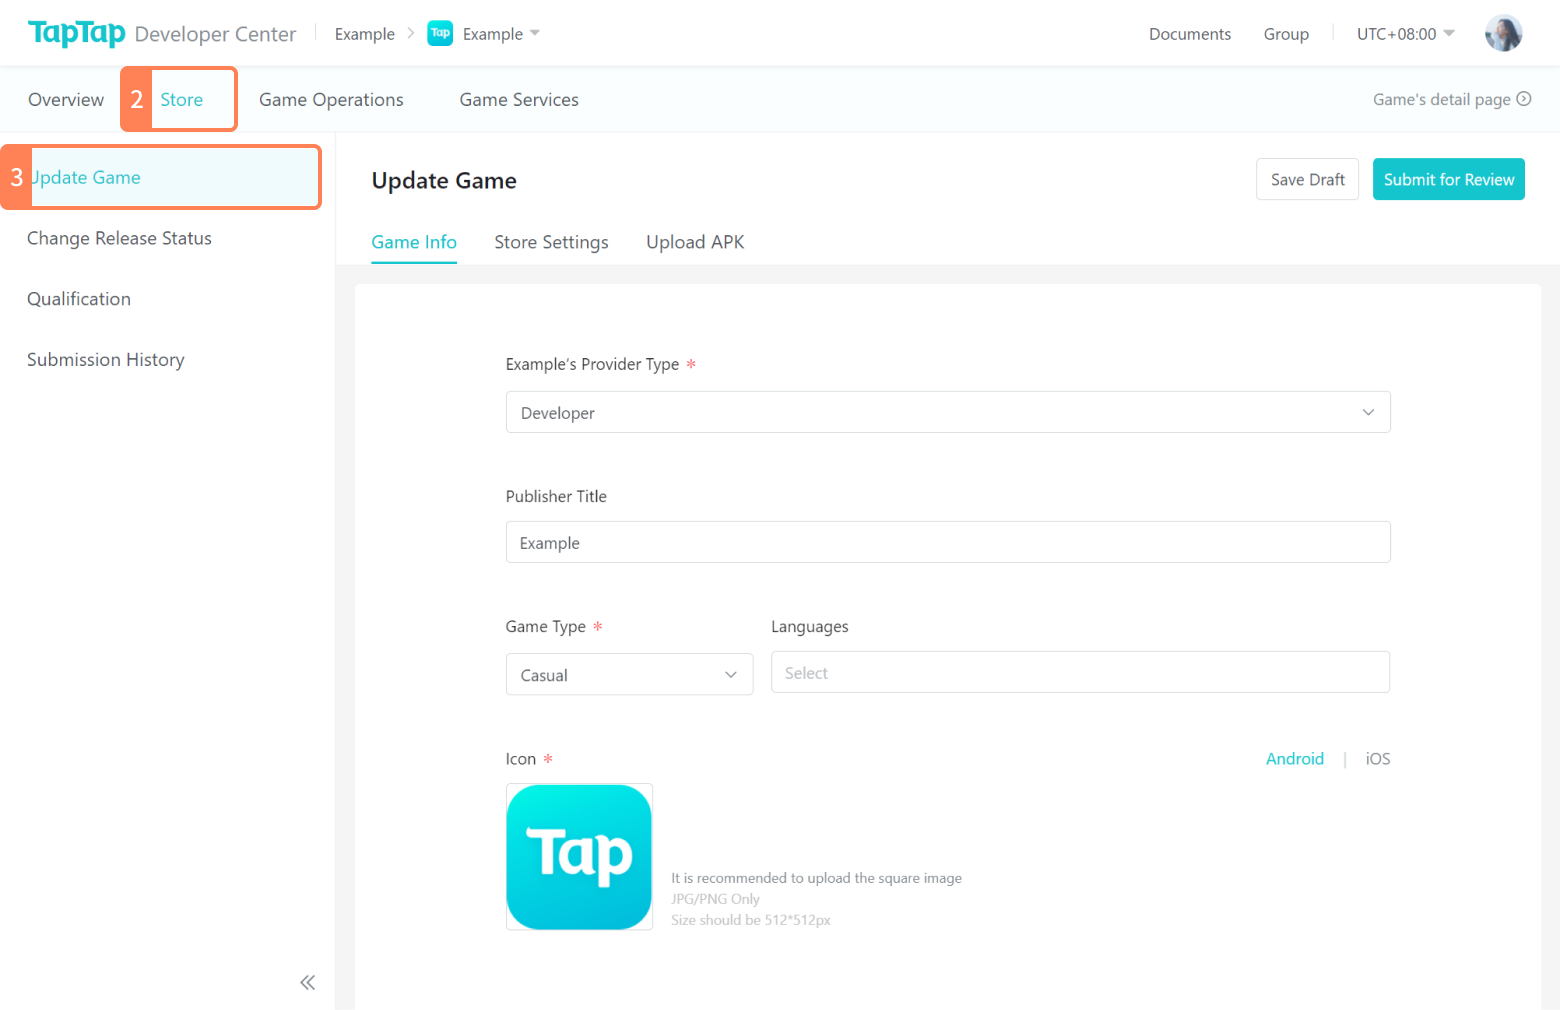 TapTap Developer Center Example Tap Example Documents Group UTC+08:00
Overview 2 Store Game Operations Game Services Game's detail page
3 Update Game
Change Release Status
Qualification
Submission History
Update Game Save Draft Submit for Review
Game Info Store Settings Upload APK
Example's Provider Type *
Developer
Publisher Title
Example
Game Type * Languages
Casual Select
Icon * Android | iOS
Tap
It is recommended to upload the square image
JPG/PNG Only
Size should be 512*512px